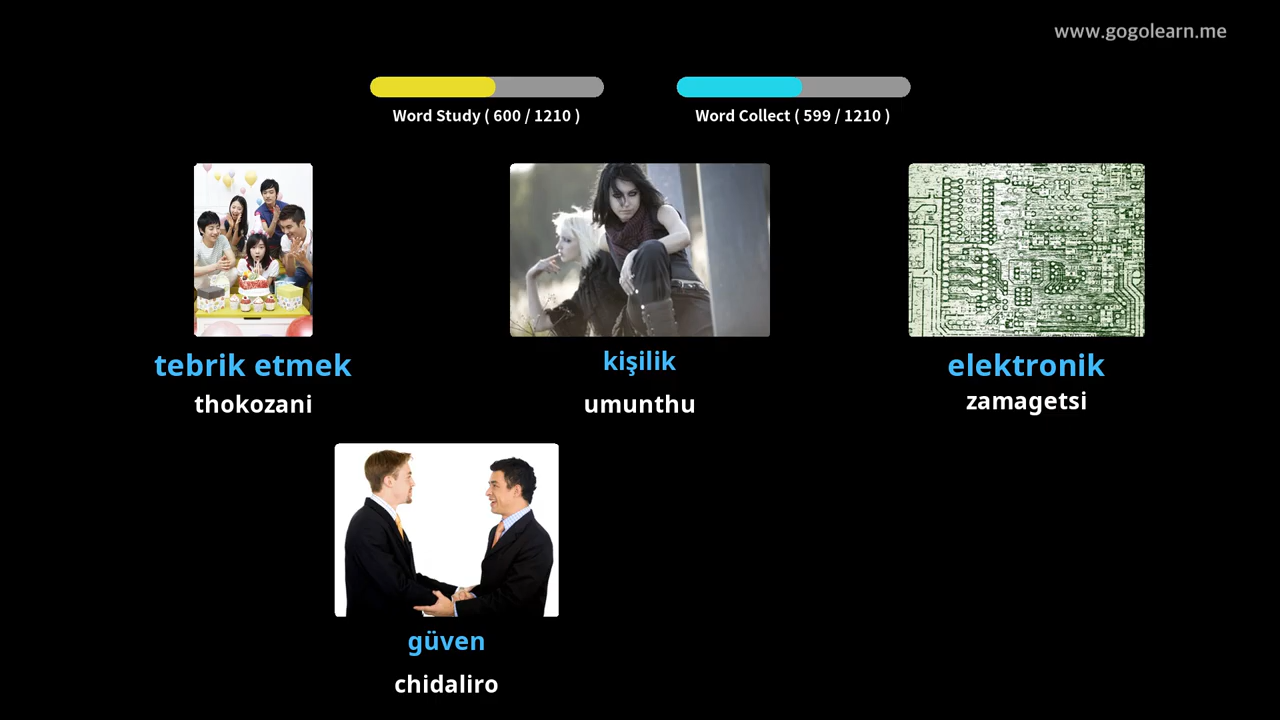 www.gogolearn.me
Word Study ( 600 / 1210 )
Word Collect ( 599 / 1210 )
tebrik etmek
thokozani
kişilik
umunthu
elektronik
zamagetsi
güven
chidaliro